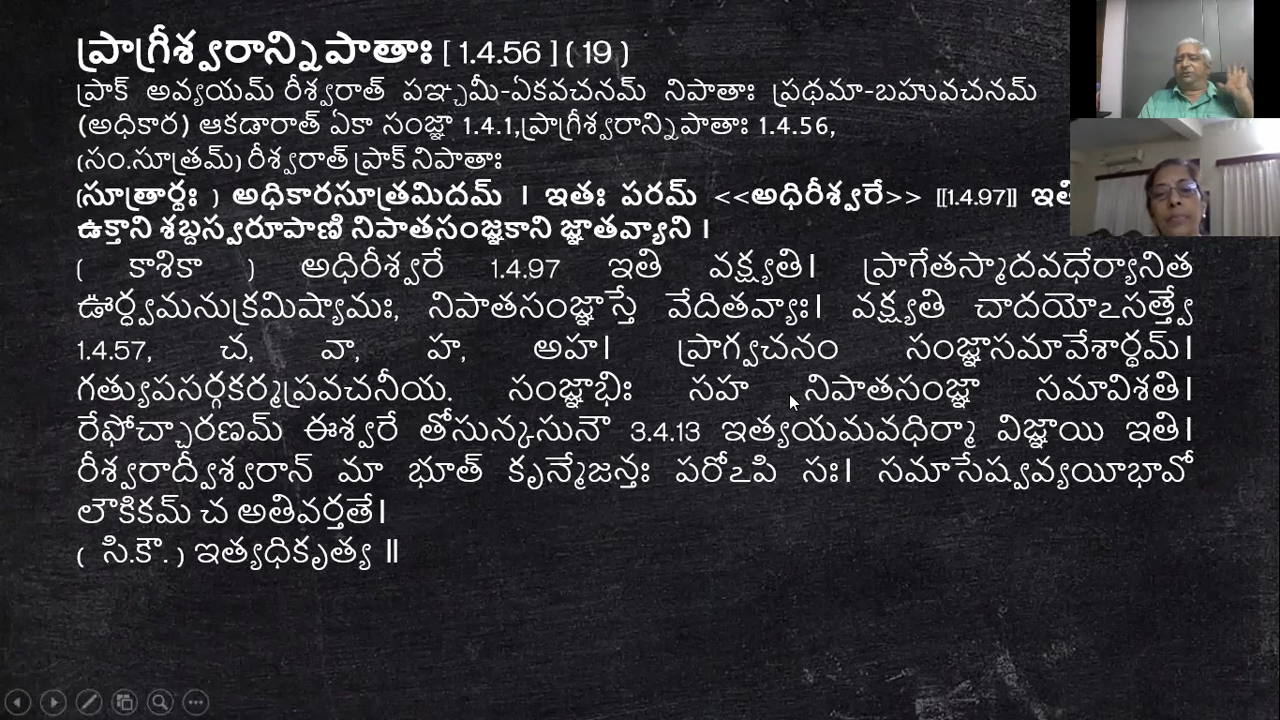 ప్రాగ్రీశ్వరాన్నిపాతాః [ 1.4.56 ] ( 19 )
ప్రాక్ అవ్యయమ్ రీశ్వరాత్ పఞ్చమీ-ఏకవచనమ్ నిపాతాః ప్రథమా-బహువచనమ్
(అధికార) ఆకడారాత్ ఏకా సంజ్ఞా 1.4.1,ప్రాగ్రీశ్వరాన్నిపాతాః 1.4.56,
(సం.సూత్రమ్) రీశ్వరాత్ ప్రాక్ నిపాతాః
(సూత్రార్థః ) అధికారసూత్రమిదమ్ । ఇతః పరమ్ <<అధిరీశ్వరే>> [[1.4.97]] ఇతి
ఉక్తాని శబ్దస్వరూపాణి నిపాతసంజ్ఞకాని జ్ఞాతవ్యాని ।
( కాశికా ) అధిరీశ్వరే 1.4.97 ఇతి వక్ష్యతి। ప్రాగేతస్మాదవధేర్యానిత
ఊర్ధ్వమనుక్రమిష్యామః, నిపాతసంజ్ఞాస్తే వేదితవ్యాః। వక్ష్యతి చాదయోఽసత్త్వే
1.4.57, చ, వా, హ, అహ। ప్రాగ్వచనం సంజ్ఞాసమావేశార్థమ్।
గత్యుపసర్గకర్మప్రవచనీయ. సంజ్ఞాభిః సహ నిపాతసంజ్ఞా సమావిశతి।
రేఫోచ్చారణమ్ ఈశ్వరే తోసున్కసునౌ 3.4.13 ఇత్యయమవధిర్మా విజ్ఞాయి ఇతి।
రీశ్వరాద్వీశ్వరాన్ మా భూత్ కృన్మేజన్తః పరోఽపి సః। సమాసేష్వవ్యయీభావో
లౌకికమ్ చ అతివర్తతే।
( సి.కౌ. ) ఇత్యధికృత్య ॥